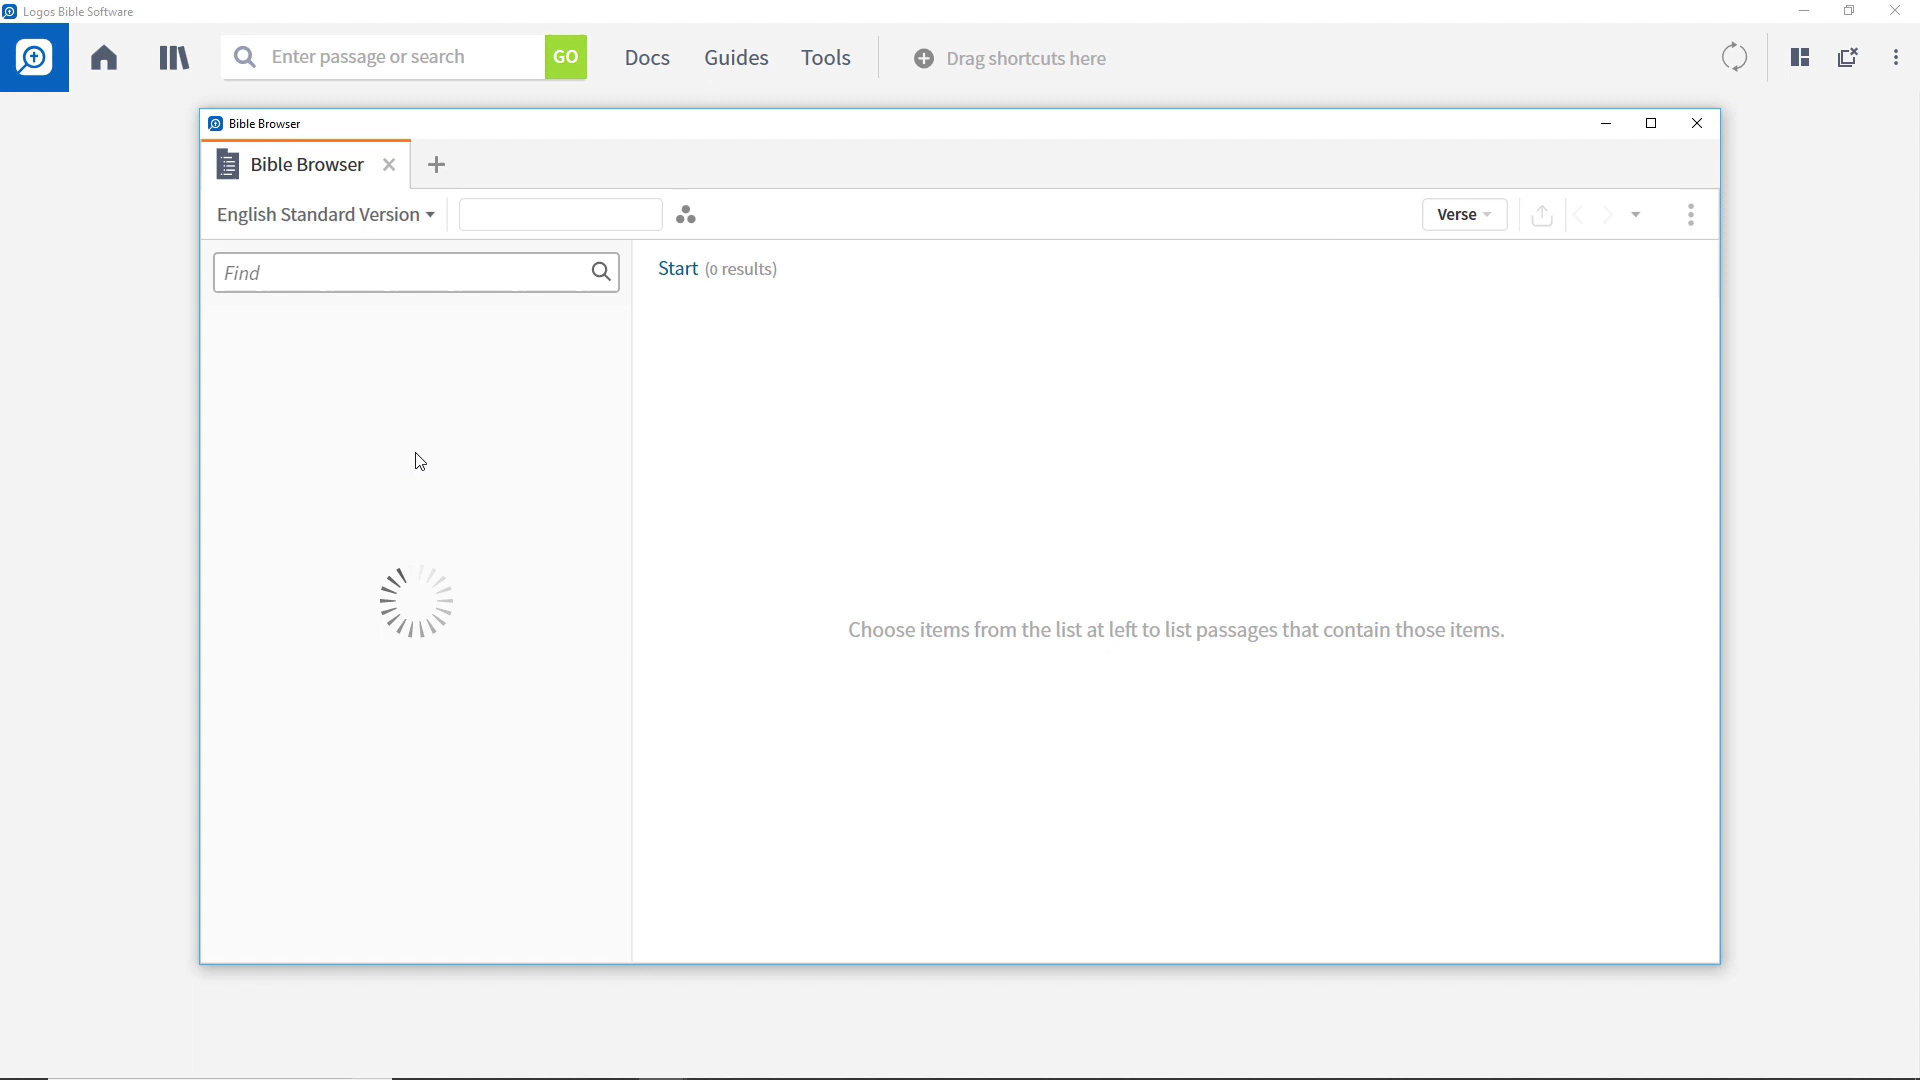 Logos Bible Software
Enter passage or search
GO
Docs
Guides
Tools
Drag shortcuts here
Bible Browser
Bible Browser
English Standard Version
Verse
Find
Start (0 results)
Choose items from the list at left to list passages that contain those items.